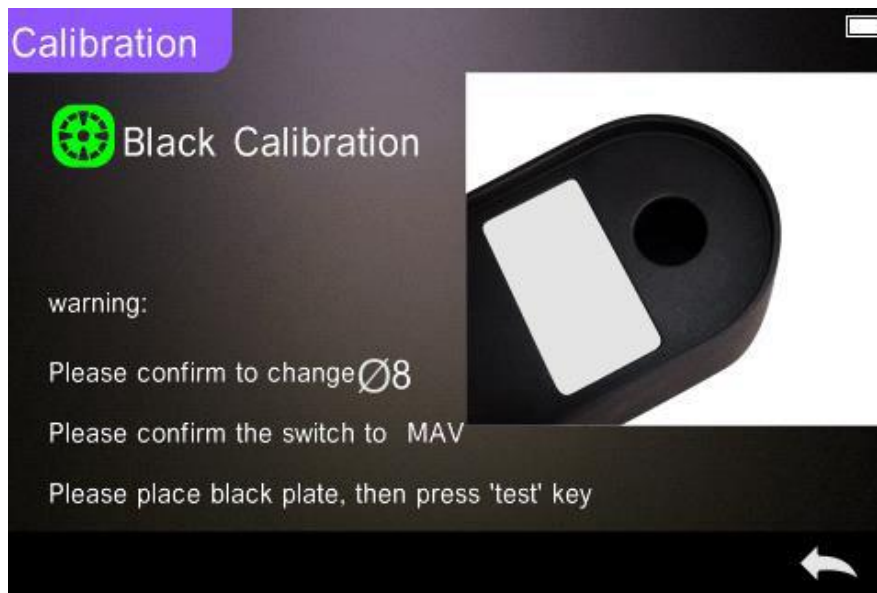 Calibration
Black Calibration
warning:
Please confirm to change Ø8
Please confirm the switch to MAV
Please place black plate, then press 'test' key